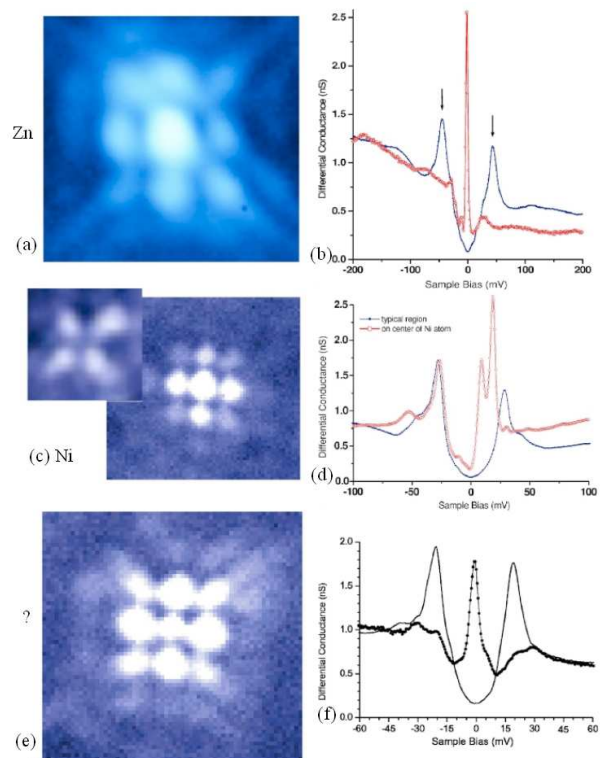 Zn
(a)
2.5
2.0
1.5
1.0
0.5
0.0
Differential Conductance (nS)
-200
-100
0
100
200
Sample Bias (mV)
(b)
(c) Ni
2.5
2.0
1.5
1.0
0.5
0.0
Differential Conductance (nS)
typical region
on center of Ni atom
-100
-50
0
50
100
Sample Bias (mV)
(d)
?
(e)
2.0
1.5
1.0
0.5
0.0
Differential Conductance (nS)
-60
-45
-30
-15
0
15
30
45
60
Sample Bias (mV)
(f)